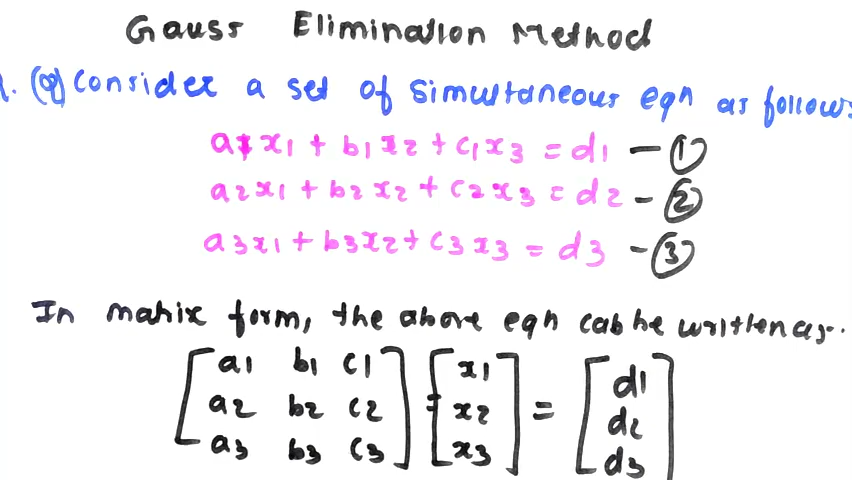 Gauss Elimination Method
1. (Q) Consider a set of simultaneous eqn as follows
a1 x1 + b1x2 + c1x3 = d1 — ①
a2x1 + b2x2 + c2x3 = d2 - ②
a3x1 + b3x2 + c3x3 = d3 - ③
In matrix form, the above eqn cab be written as.
[a1 b1 c1] = [x1] = [d1]
[a2 b2 c2] [x2] [d2]
[a3 b3 c3] [x3] [d3]